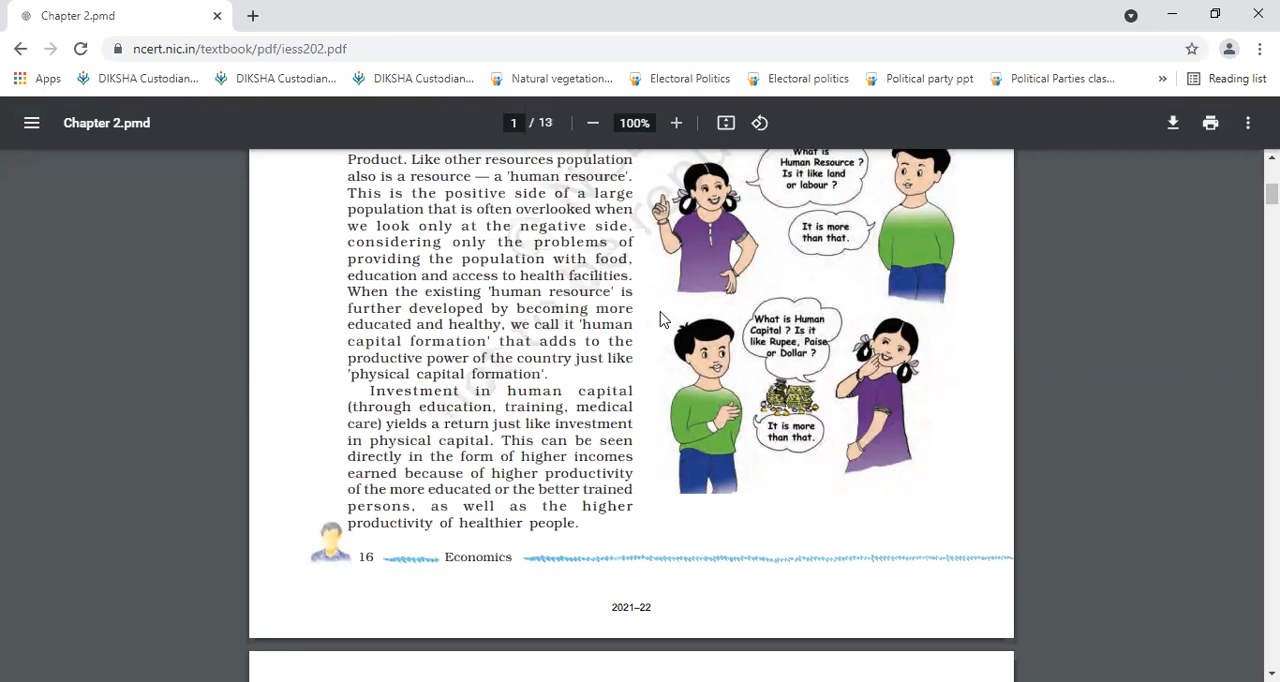 Chapter 2.pmd
ncert.nic.in/textbook/pdf/iess202.pdf
Apps DIKSHA Custodian... DIKSHA Custodian... DIKSHA Custodian... Natural vegetation... Electoral Politics Electoral politics Political party ppt Political Parties clas... » Reading list
Chapter 2.pmd 1 / 13 100%
Product. Like other resources population
also is a resource — a 'human resource'.
This is the positive side of a large
population that is often overlooked when
we look only at the negative side,
considering only the problems of
providing the population with food,
education and access to health facilities.
When the existing 'human resource' is
further developed by becoming more
educated and healthy, we call it 'human
capital formation' that adds to the
productive power of the country just like
'physical capital formation'.
Investment in human capital
(through education, training, medical
care) yields a return just like investment
in physical capital. This can be seen
directly in the form of higher incomes
earned because of higher productivity
of the more educated or the better trained
persons, as well as the higher
productivity of healthier people.
What is
Human Resource ?
Is it like land
or labour ?
It is more
than that.
What is Human
Capital ? Is it
like Rupee, Paise
or Dollar ?
It is more
than that.
16 Economics
2021–22